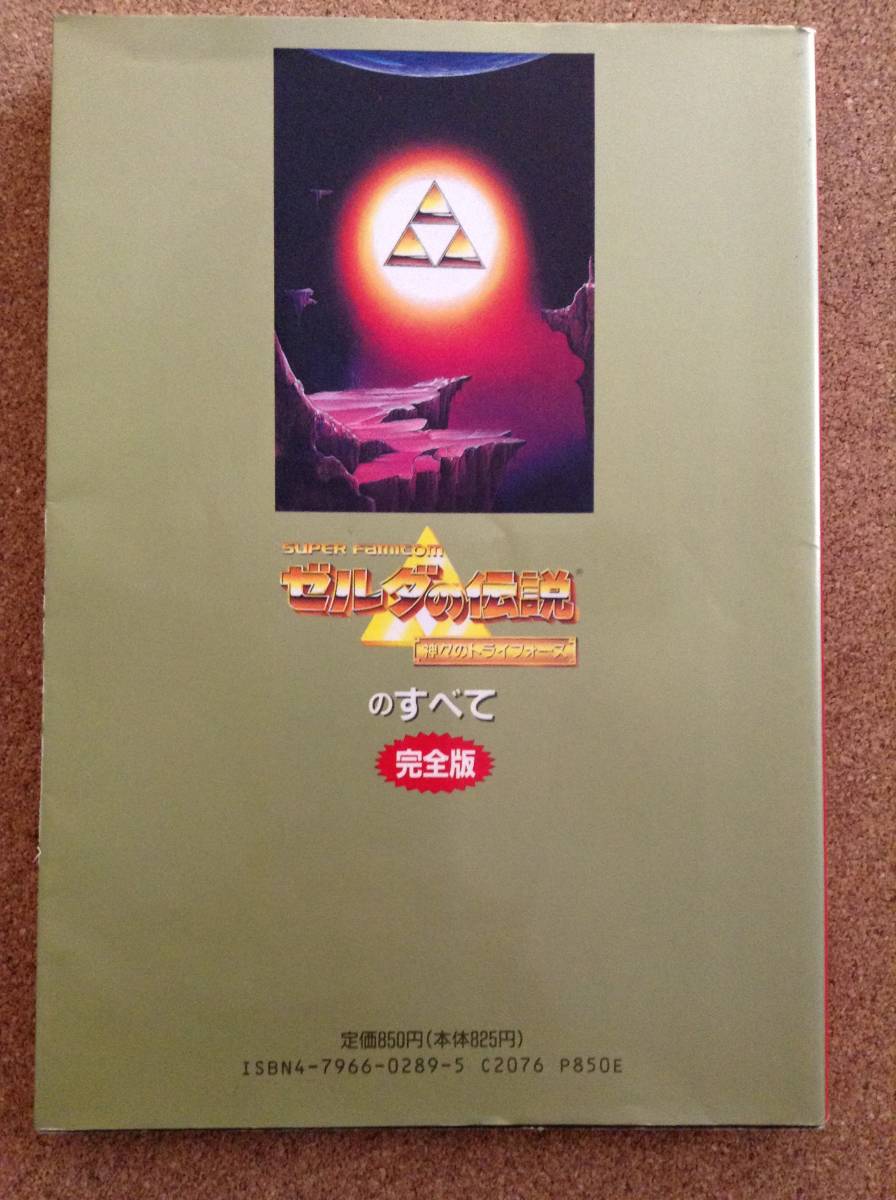 SUPER FAMICOM
ゼルダの伝説
神々のトライフォース
のすべて
完全版
定価850円(本体825円)
ISBN4-7966-0289-5 C2076 P850E